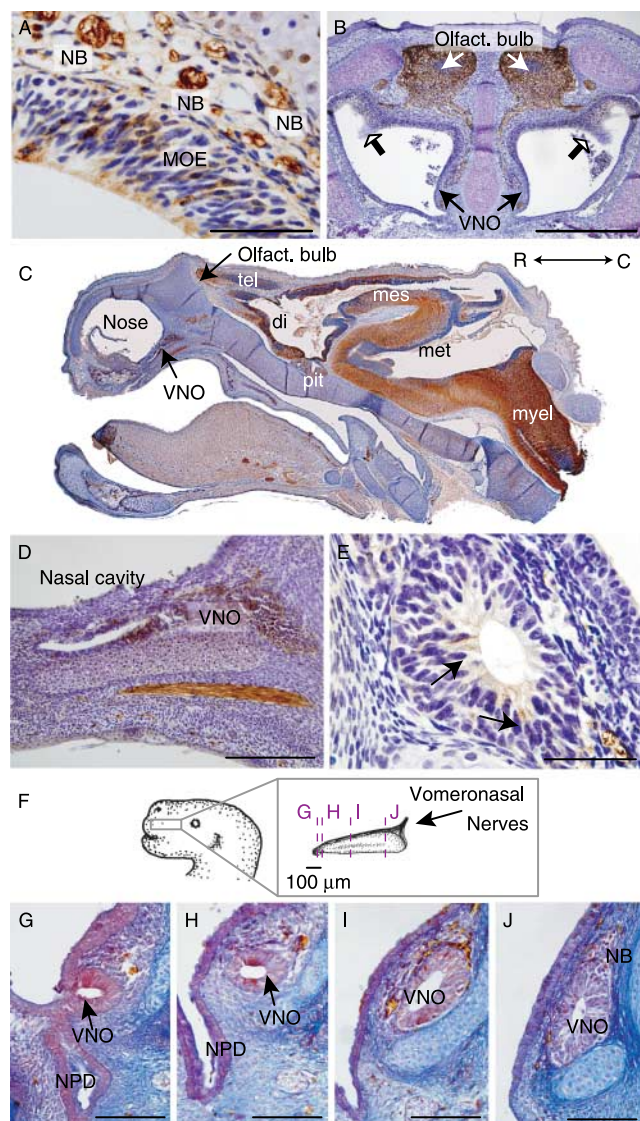 A
NB
NB
NB
MOE
B
Olfact. bulb
VNO
C
Olfact. bulb
R C
tel
mes
Nose
di
met
VNO
pit
myel
D
Nasal cavity
VNO
E
F
G H I J
Vomeronasal
Nerves
100 µm
G
VNO
NPD
H
VNO
NPD
I
VNO
J
NB
VNO